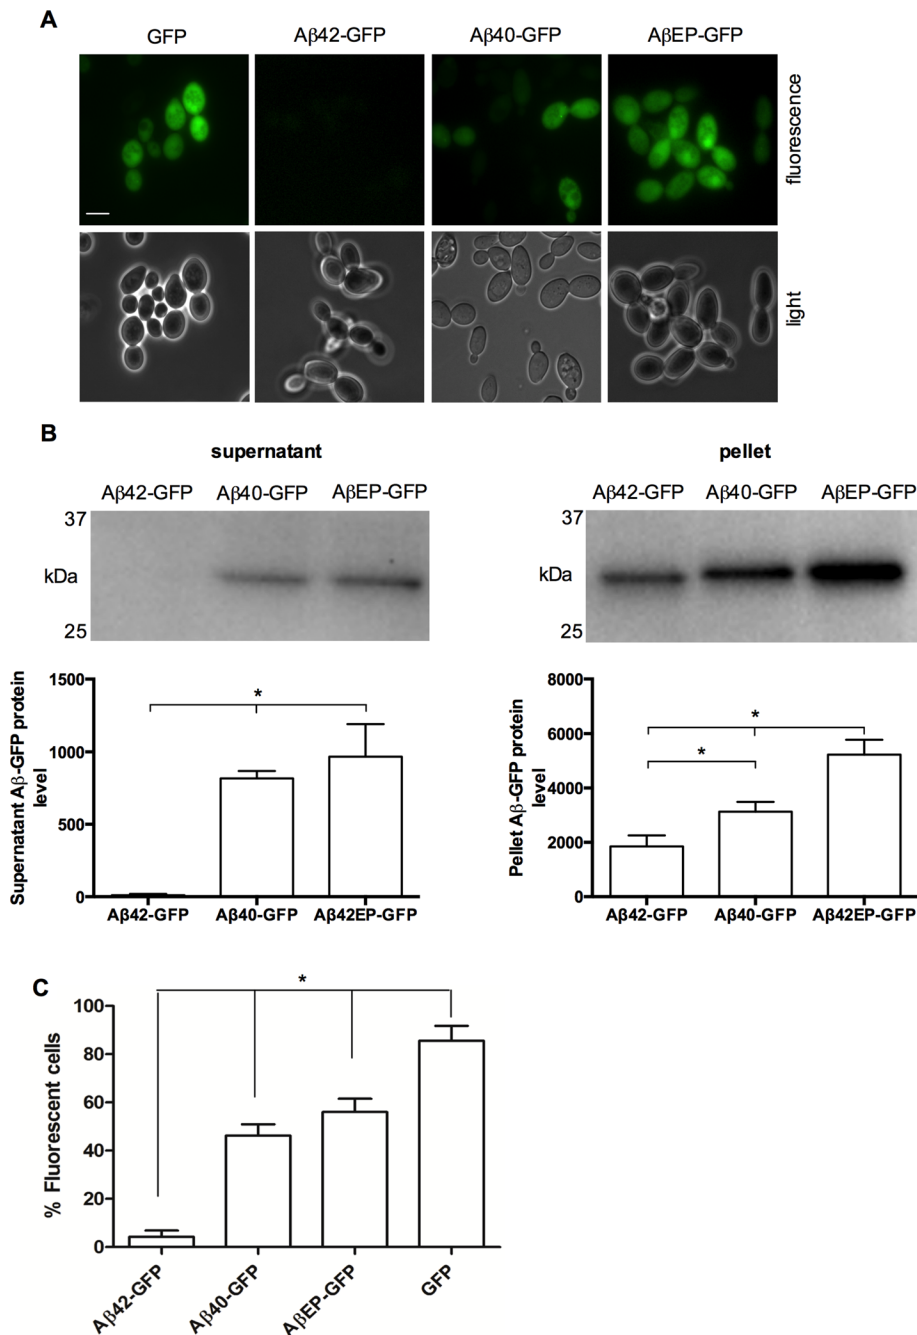 A
GFP Aβ42-GFP Aβ40-GFP AβEP-GFP
fluorescence
light
B
supernatant
Aβ42-GFP Aβ40-GFP AβEP-GFP
37
kDa
25
1500
1000
500
0
Supernatant Aβ-GFP protein
level
*
Aβ42-GFP Aβ40-GFP Aβ42EP-GFP
pellet
Aβ42-GFP Aβ40-GFP AβEP-GFP
37
kDa
25
8000
6000
4000
2000
0
Pellet Aβ-GFP protein
level
*
*
Aβ42-GFP Aβ40-GFP Aβ42EP-GFP
C
*
100
80
60
40
20
0
% Fluorescent cells
Aβ42-GFP
Aβ40-GFP
AβEP-GFP
GFP